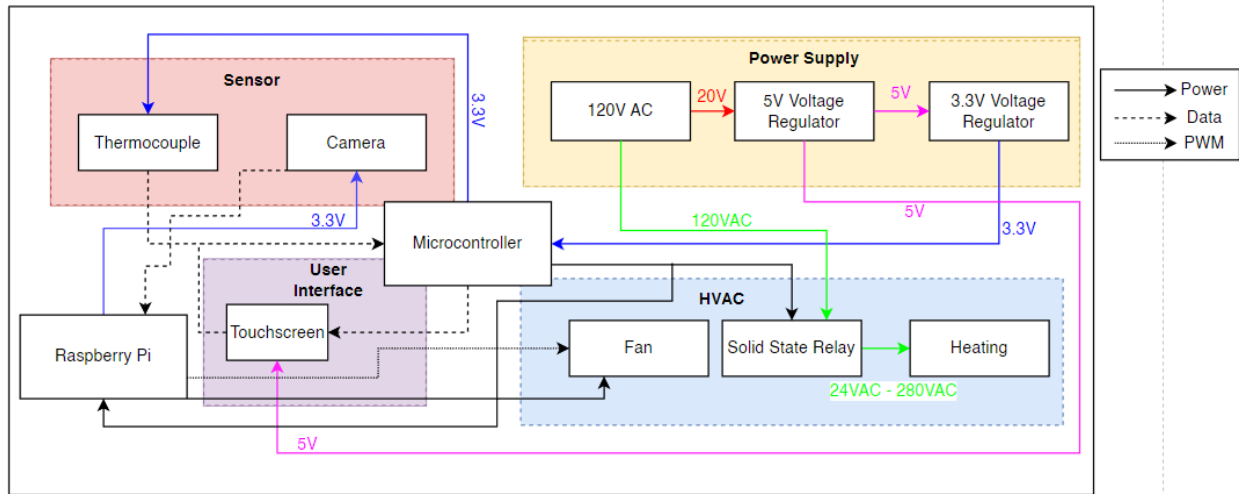 Sensor
Thermocouple
Camera
3.3V
3.3V
Power Supply
120V AC
20V
5V Voltage
Regulator
5V
3.3V Voltage
Regulator
5V
120VAC
3.3V
Microcontroller
User
Interface
Touchscreen
Raspberry Pi
5V
HVAC
Fan
Solid State Relay
Heating
24VAC - 280VAC
Power
Data
PWM